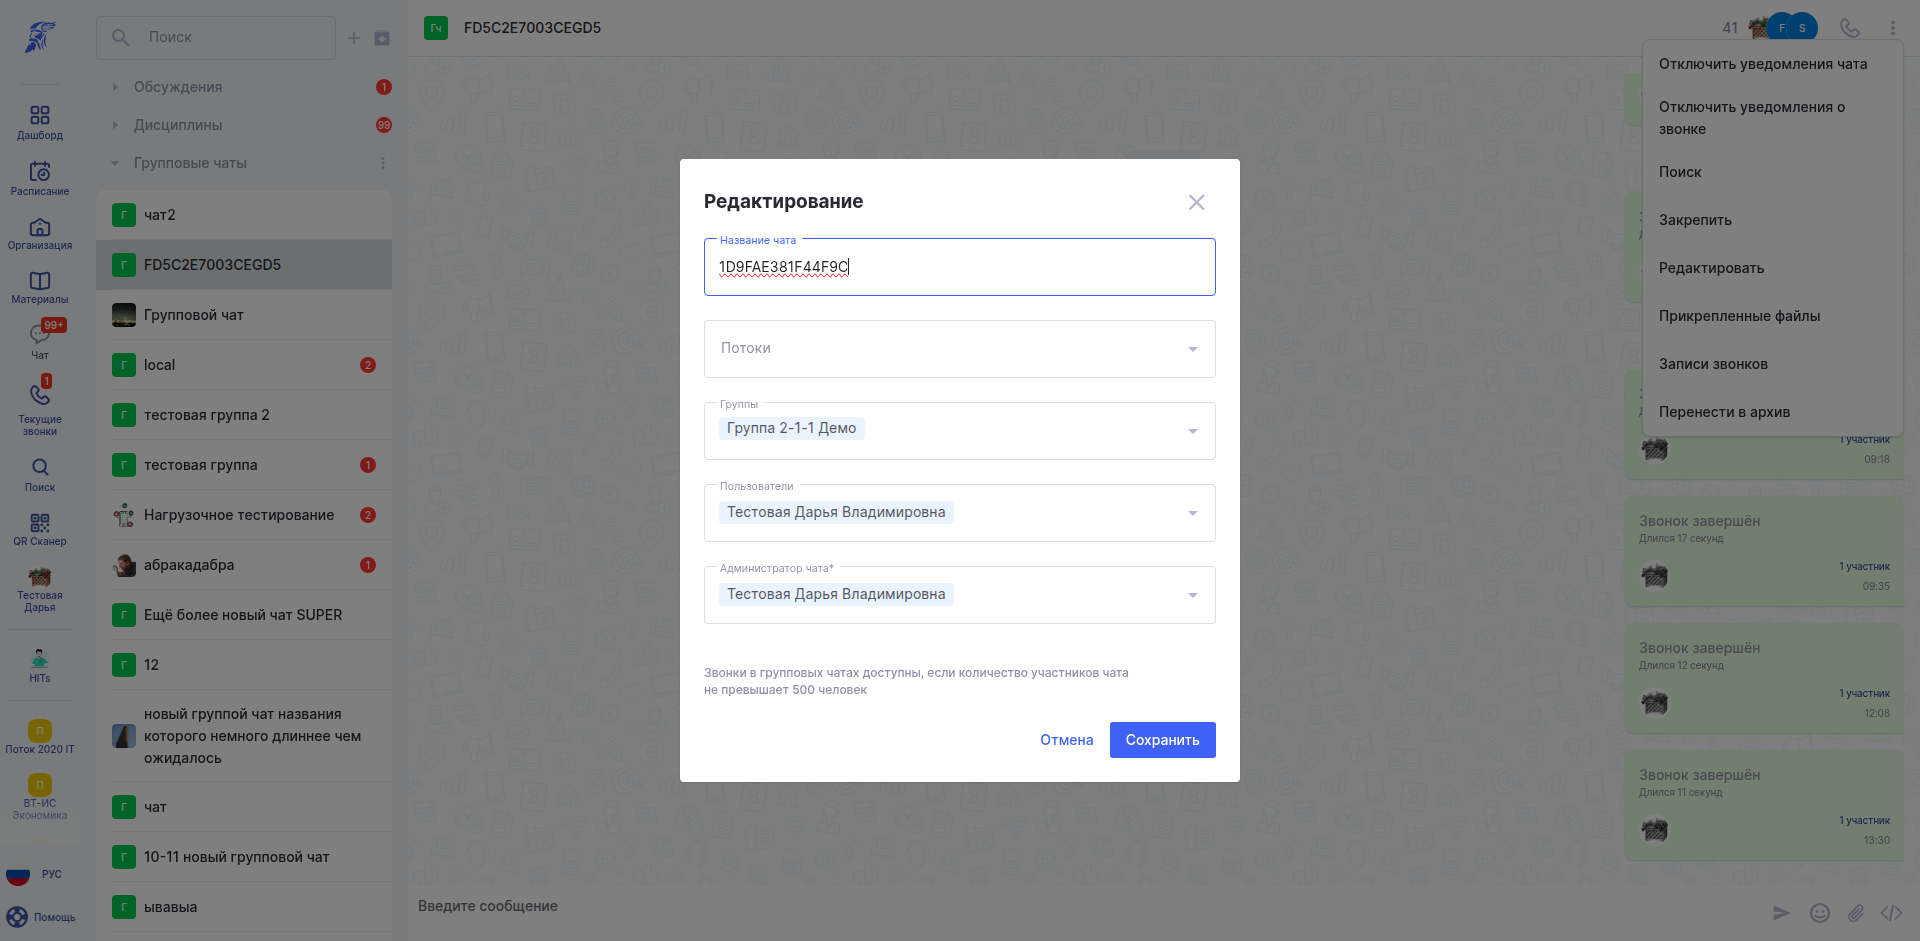 Дашборд
Расписание
Организация
Материалы
99+
Чат
1
Текущие
звонки
Поиск
QR Сканер
Тестовая
Дарья
HITs
П
Поток 2020 IT
П
ВТ-ИС
Экономика
РУС
Помощь
Поиск
Обсуждения
1
Дисциплины
99
Групповые чаты
Г
чат2
Г
FD5C2E7003CEGD5
Групповой чат
Г
local
2
Г
тестовая группа 2
Г
тестовая группа
1
Нагрузочное тестирование
2
абракадабра
1
Г
Ещё более новый чат SUPER
Г
12
новый группой чат названия
которого немного длиннее чем
ожидалось
Г
чат
Г
10-11 новый групповой чат
Г
ывавыа
Гч
FD5C2E7003CEGD5
41
F
S
Отключить уведомления чата
Отключить уведомления о
звонке
Поиск
Закрепить
Редактировать
Прикрепленные файлы
Записи звонков
Перенести в архив
1 участник
09:18
Звонок завершён
Длился 17 секунд
1 участник
09:35
Звонок завершён
Длился 12 секунд
1 участник
12:08
Звонок завершён
Длился 11 секунд
1 участник
13:30
Введите сообщение
Редактирование
Название чата
1D9FAE381F44F9C
Потоки
Группы
Группа 2-1-1 Демо
Пользователи
Тестовая Дарья Владимировна
Администратор чата*
Тестовая Дарья Владимировна
Звонки в групповых чатах доступны, если количество участников чата
не превышает 500 человек
Отмена
Сохранить